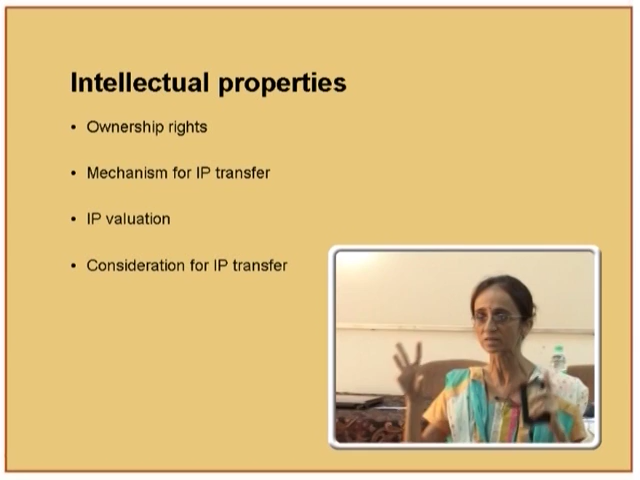 Intellectual properties
• Ownership rights
• Mechanism for IP transfer
• IP valuation
• Consideration for IP transfer